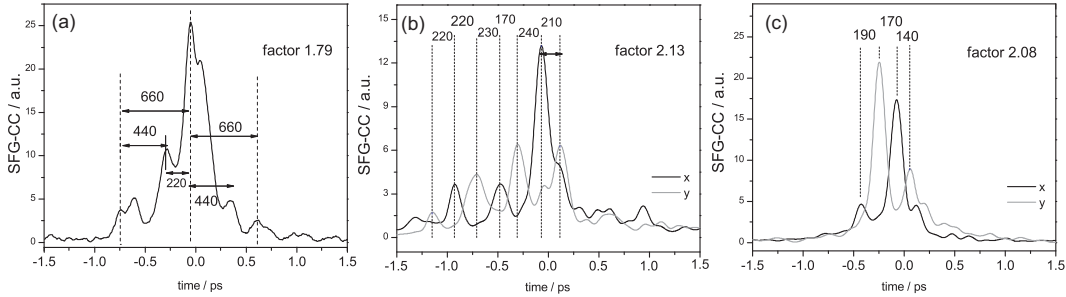 (a)
factor 1.79
SFG-CC / a.u.
25
20
15
10
5
0
660
440
220
660
440
-1.5 -1.0 -0.5 0.0 0.5 1.0 1.5
time / ps
(b)
factor 2.13
SFG-CC / a.u.
15
12
9
6
3
0
220 220 230 170 240 210
x
y
-1.5 -1.0 -0.5 0.0 0.5 1.0 1.5
time / ps
(c)
factor 2.08
SFG-CC / a.u.
25
20
15
10
5
0
190 170 140
x
y
-1.5 -1.0 -0.5 0.0 0.5 1.0 1.5
time / ps